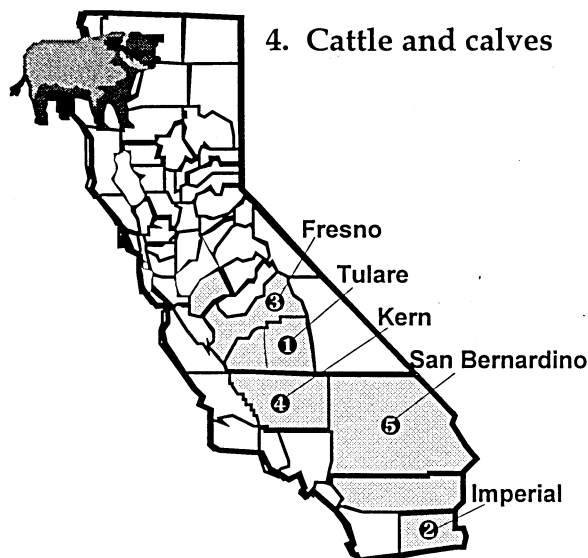 4. Cattle and calves
Fresno
Tulare
Kern
San Bernardino
Imperial
3
1
4
5
2